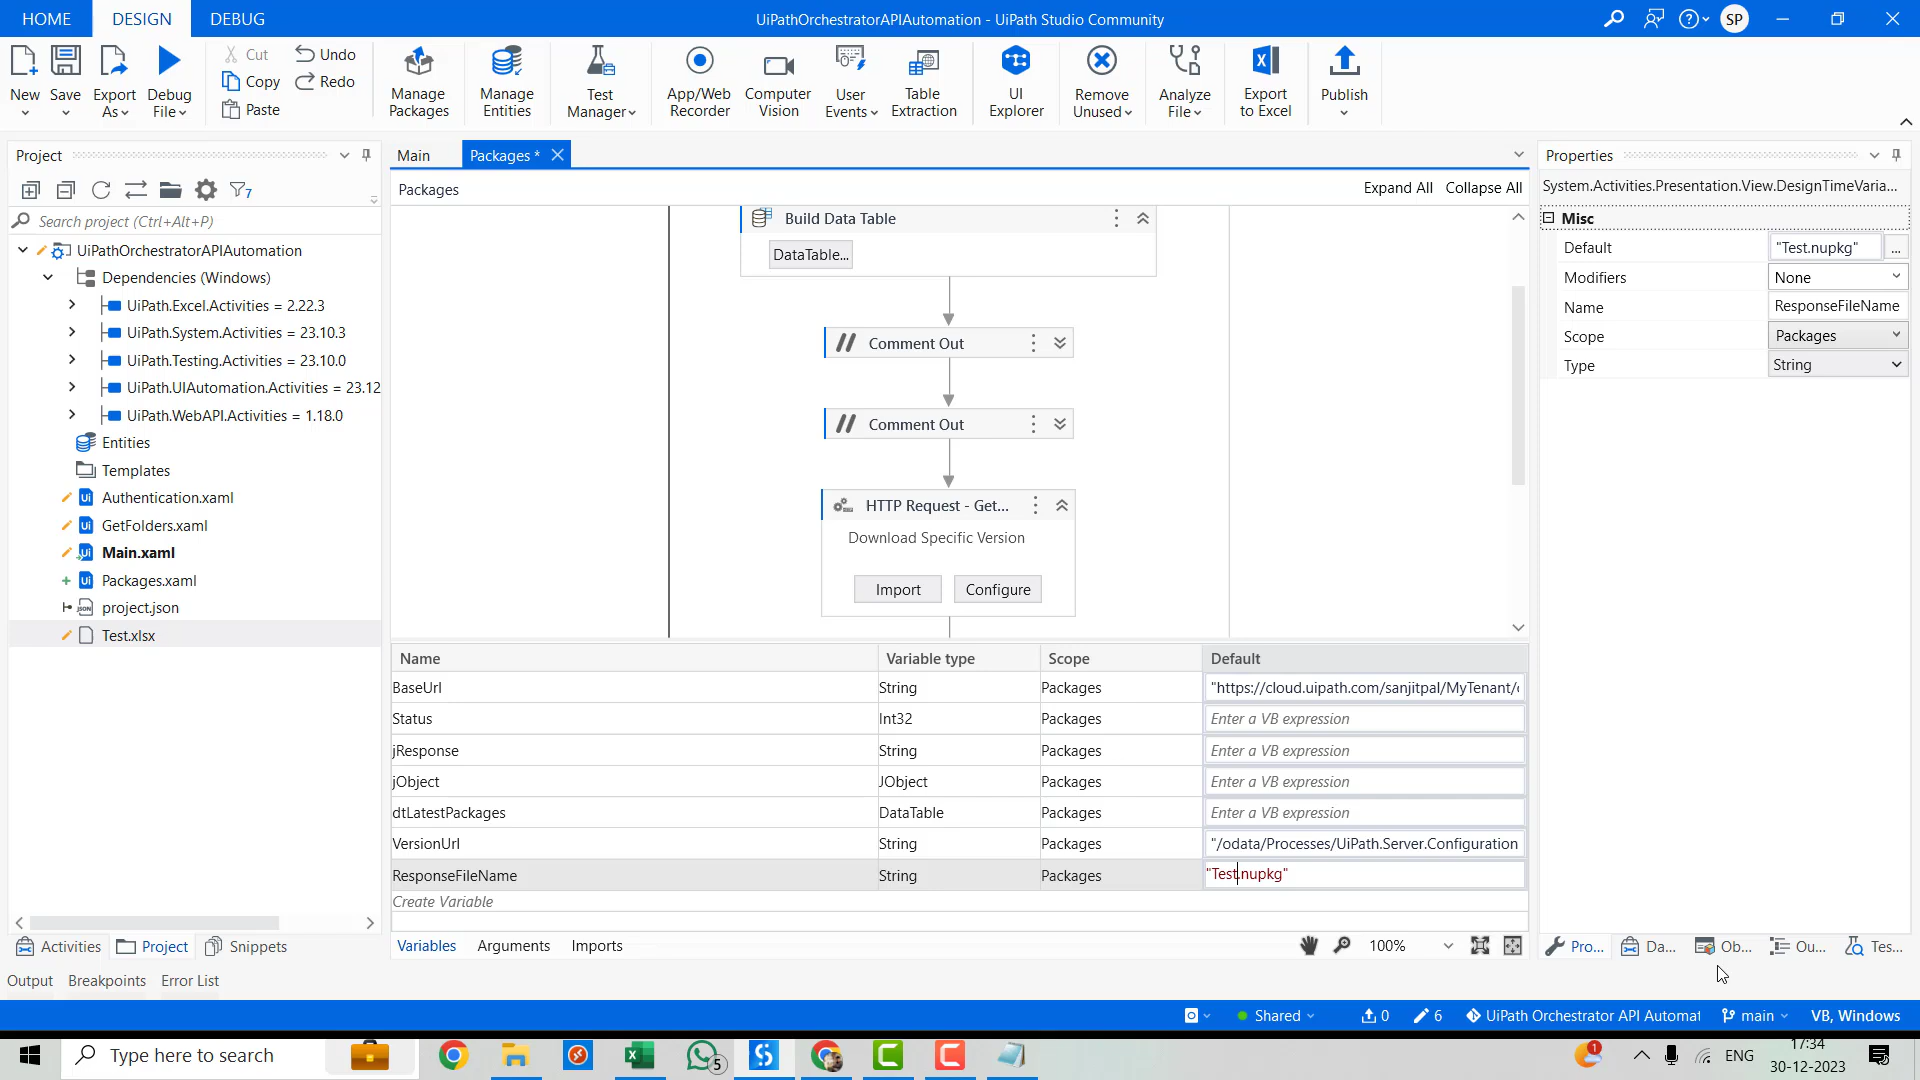 HOME DESIGN DEBUG UiPathOrchestratorAPIAutomation - UiPath Studio Community SP
New Save Export As Debug File
Cut Copy Paste Undo Redo
Manage Packages
Manage Entities
Test Manager
App/Web Recorder
Computer Vision
User Events
Table Extraction
UI Explorer
Remove Unused
Analyze File
Export to Excel
Publish
Project
7
Search project (Ctrl+Alt+P)
UiPathOrchestratorAPIAutomation
Dependencies (Windows)
UiPath.Excel.Activities = 2.22.3
UiPath.System.Activities = 23.10.3
UiPath.Testing.Activities = 23.10.0
UiPath.UIAutomation.Activities = 23.12
UiPath.WebAPI.Activities = 1.18.0
Entities
Templates
Authentication.xaml
GetFolders.xaml
Main.xaml
Packages.xaml
project.json
Test.xlsx
Activities Project Snippets
Main Packages *
Packages Expand All Collapse All
Build Data Table
DataTable...
// Comment Out
// Comment Out
HTTP Request - Get...
Download Specific Version
Import Configure
Name Variable type Scope Default
BaseUrl String Packages "https://cloud.uipath.com/sanjitpal/MyTenant/
Status Int32 Packages Enter a VB expression
jResponse String Packages Enter a VB expression
jObject JObject Packages Enter a VB expression
dtLatestPackages DataTable Packages Enter a VB expression
VersionUrl String Packages "/odata/Processes/UiPath.Server.Configuration
ResponseFileName String Packages "Test.nupkg"
Create Variable
Variables Arguments Imports 100%
Properties
System.Activities.Presentation.View.DesignTimeVaria...
Misc
Default "Test.nupkg" ...
Modifiers None
Name ResponseFileName
Scope Packages
Type String
Pro... Da... Ob... Ou... Tes...
Output Breakpoints Error List
Shared 0 6 UiPath Orchestrator API Automat main VB, Windows
Type here to search 5 1 ENG 17:34
30-12-2023